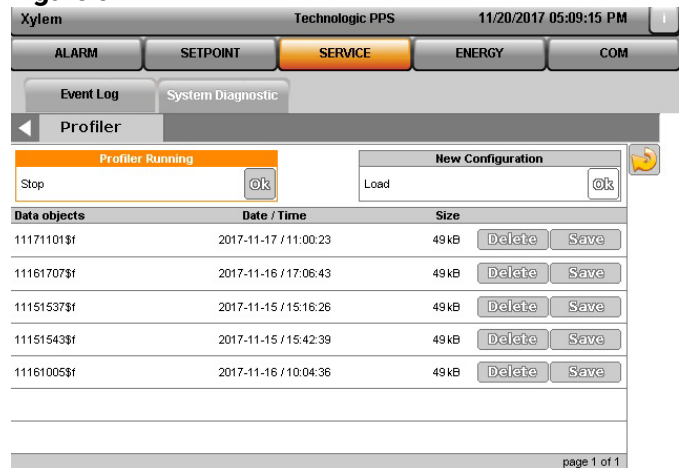 Xylem Technologic PPS 11/20/2017 05:09:15 PM i
ALARM SETPOINT SERVICE ENERGY COM
Event Log System Diagnostic
Profiler
Profiler Running New Configuration
Stop Ok Load Ok
Data objects Date / Time Size
11171101$f 2017-11-17 / 11:00:23 49 kB Delete Save
11161707$f 2017-11-16 / 17:06:43 49 kB Delete Save
11151537$f 2017-11-15 / 15:16:26 49 kB Delete Save
11151543$f 2017-11-15 / 15:42:39 49 kB Delete Save
11161005$f 2017-11-16 / 10:04:36 49 kB Delete Save
page 1 of 1